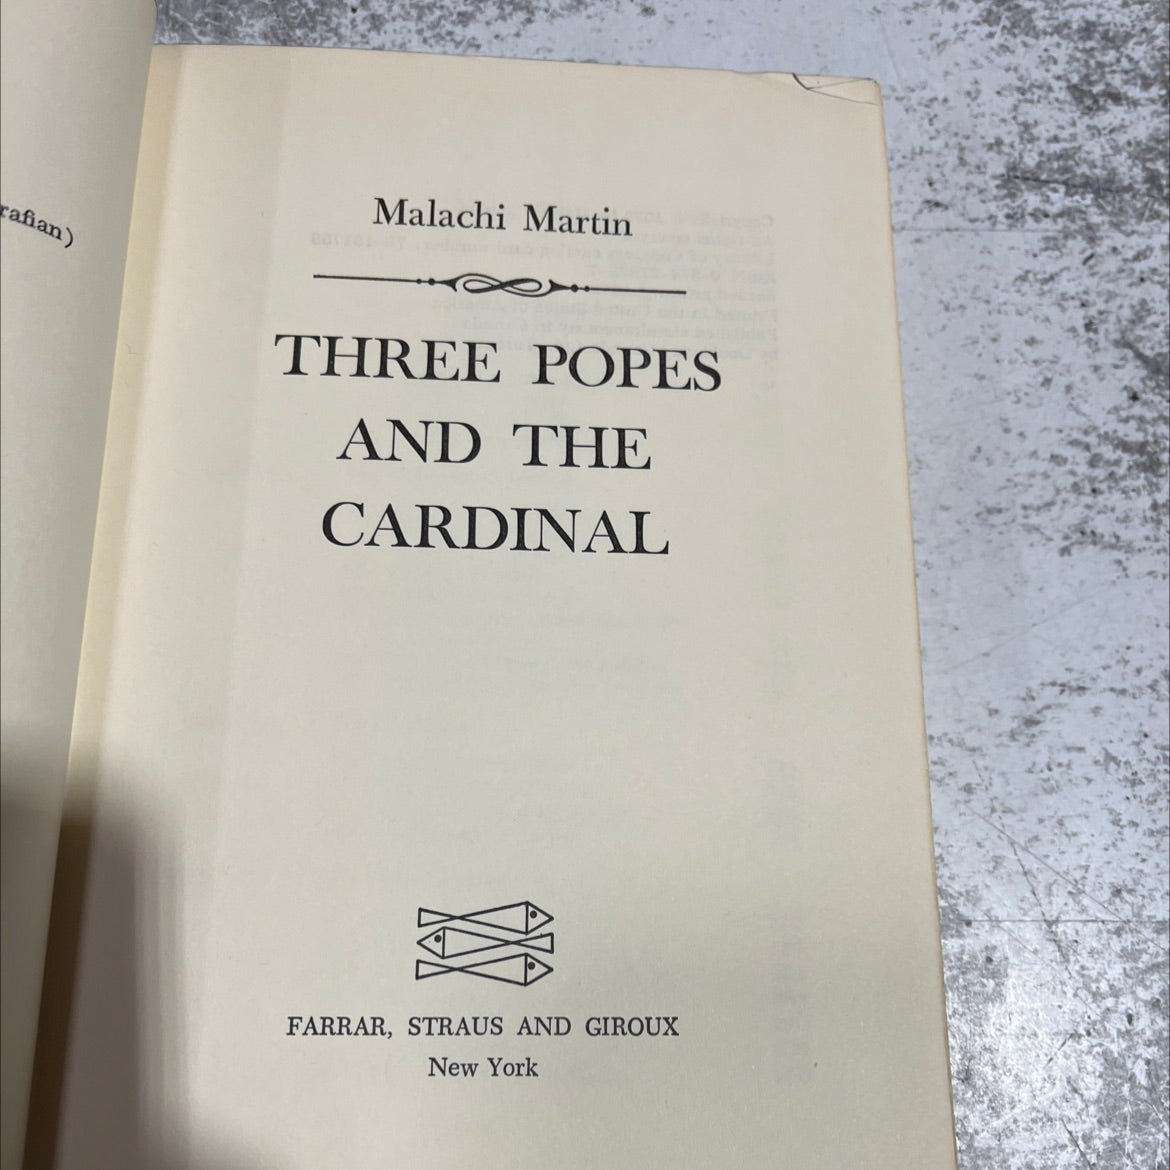 rafian)
Malachi Martin
THREE POPES
AND THE
CARDINAL
FARRAR, STRAUS AND GIROUX
New York